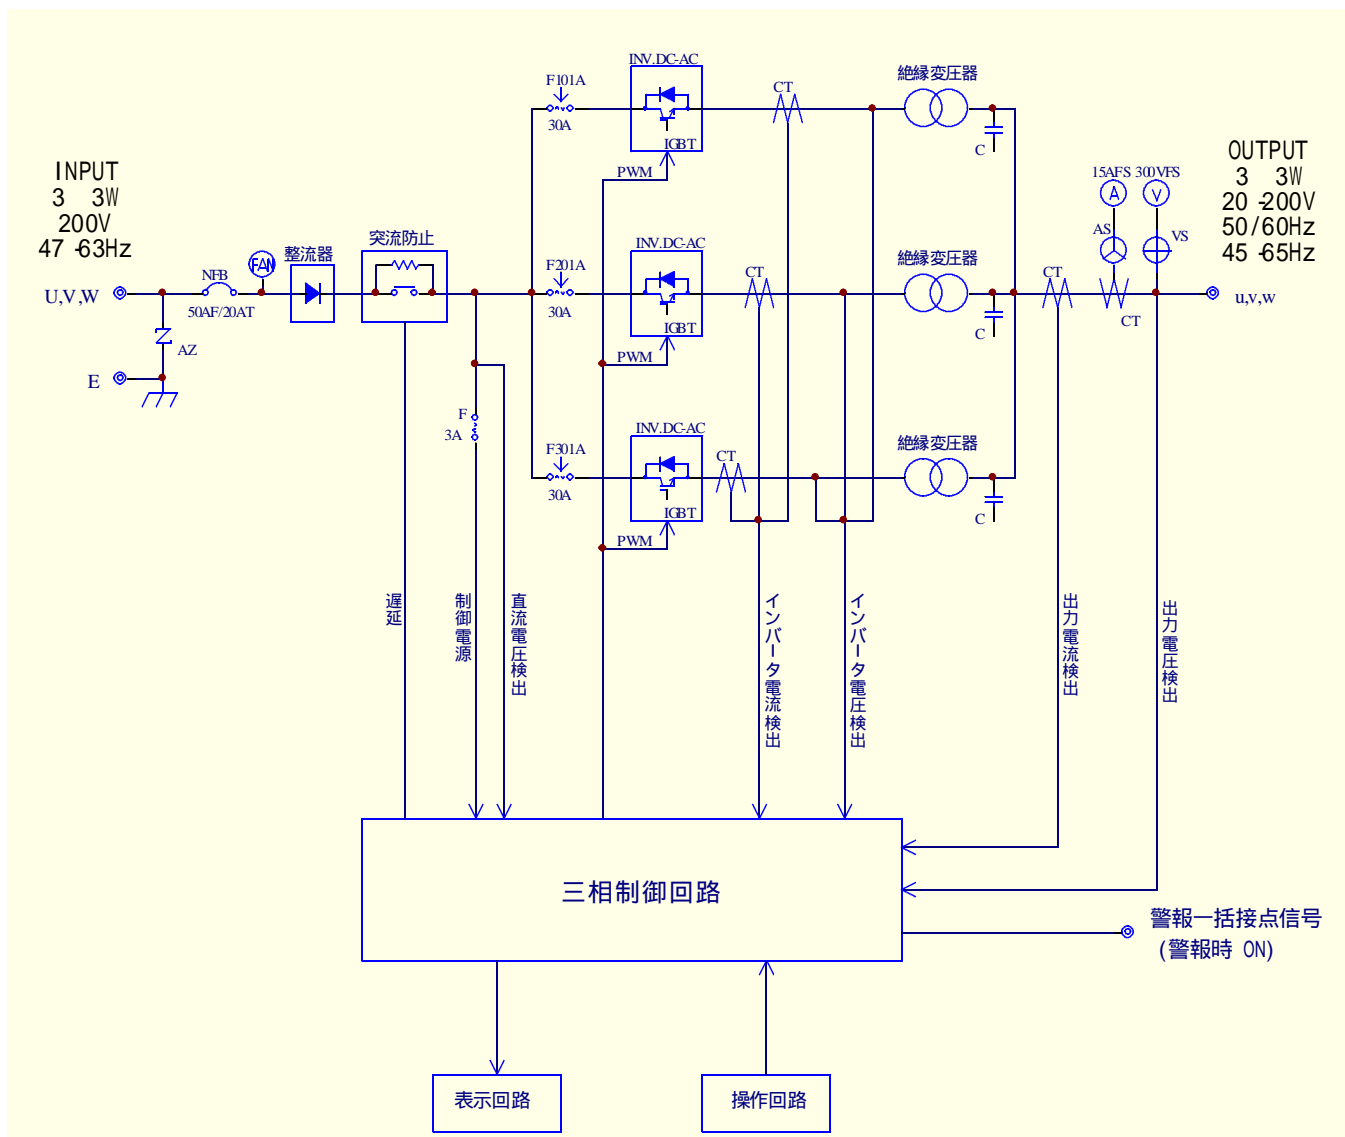 INV.DC-AC
F101A
30A
CT
絶縁変圧器
IGBT
C
PWM
INPUT
3 3W
200V
47 -63Hz
OUTPUT
3 3W
20 -200V
50/60Hz
45 -65Hz
15AFS 300VFS
A
V
AS
VS
FAN
整流器
突流防止
INV.DC-AC
F201A
30A
CT
絶縁変圧器
CT
CT
IGBT
C
PWM
NFB
50AF/20AT
U,V,W
u,v,w
AZ
E
F
3A
INV.DC-AC
F301A
30A
CT
絶縁変圧器
IGBT
C
PWM
遅延
制御電源
直流電圧検出
インバータ電流検出
インバータ電圧検出
出力電流検出
出力電圧検出
三相制御回路
警報一括接点信号
(警報時 ON)
表示回路
操作回路